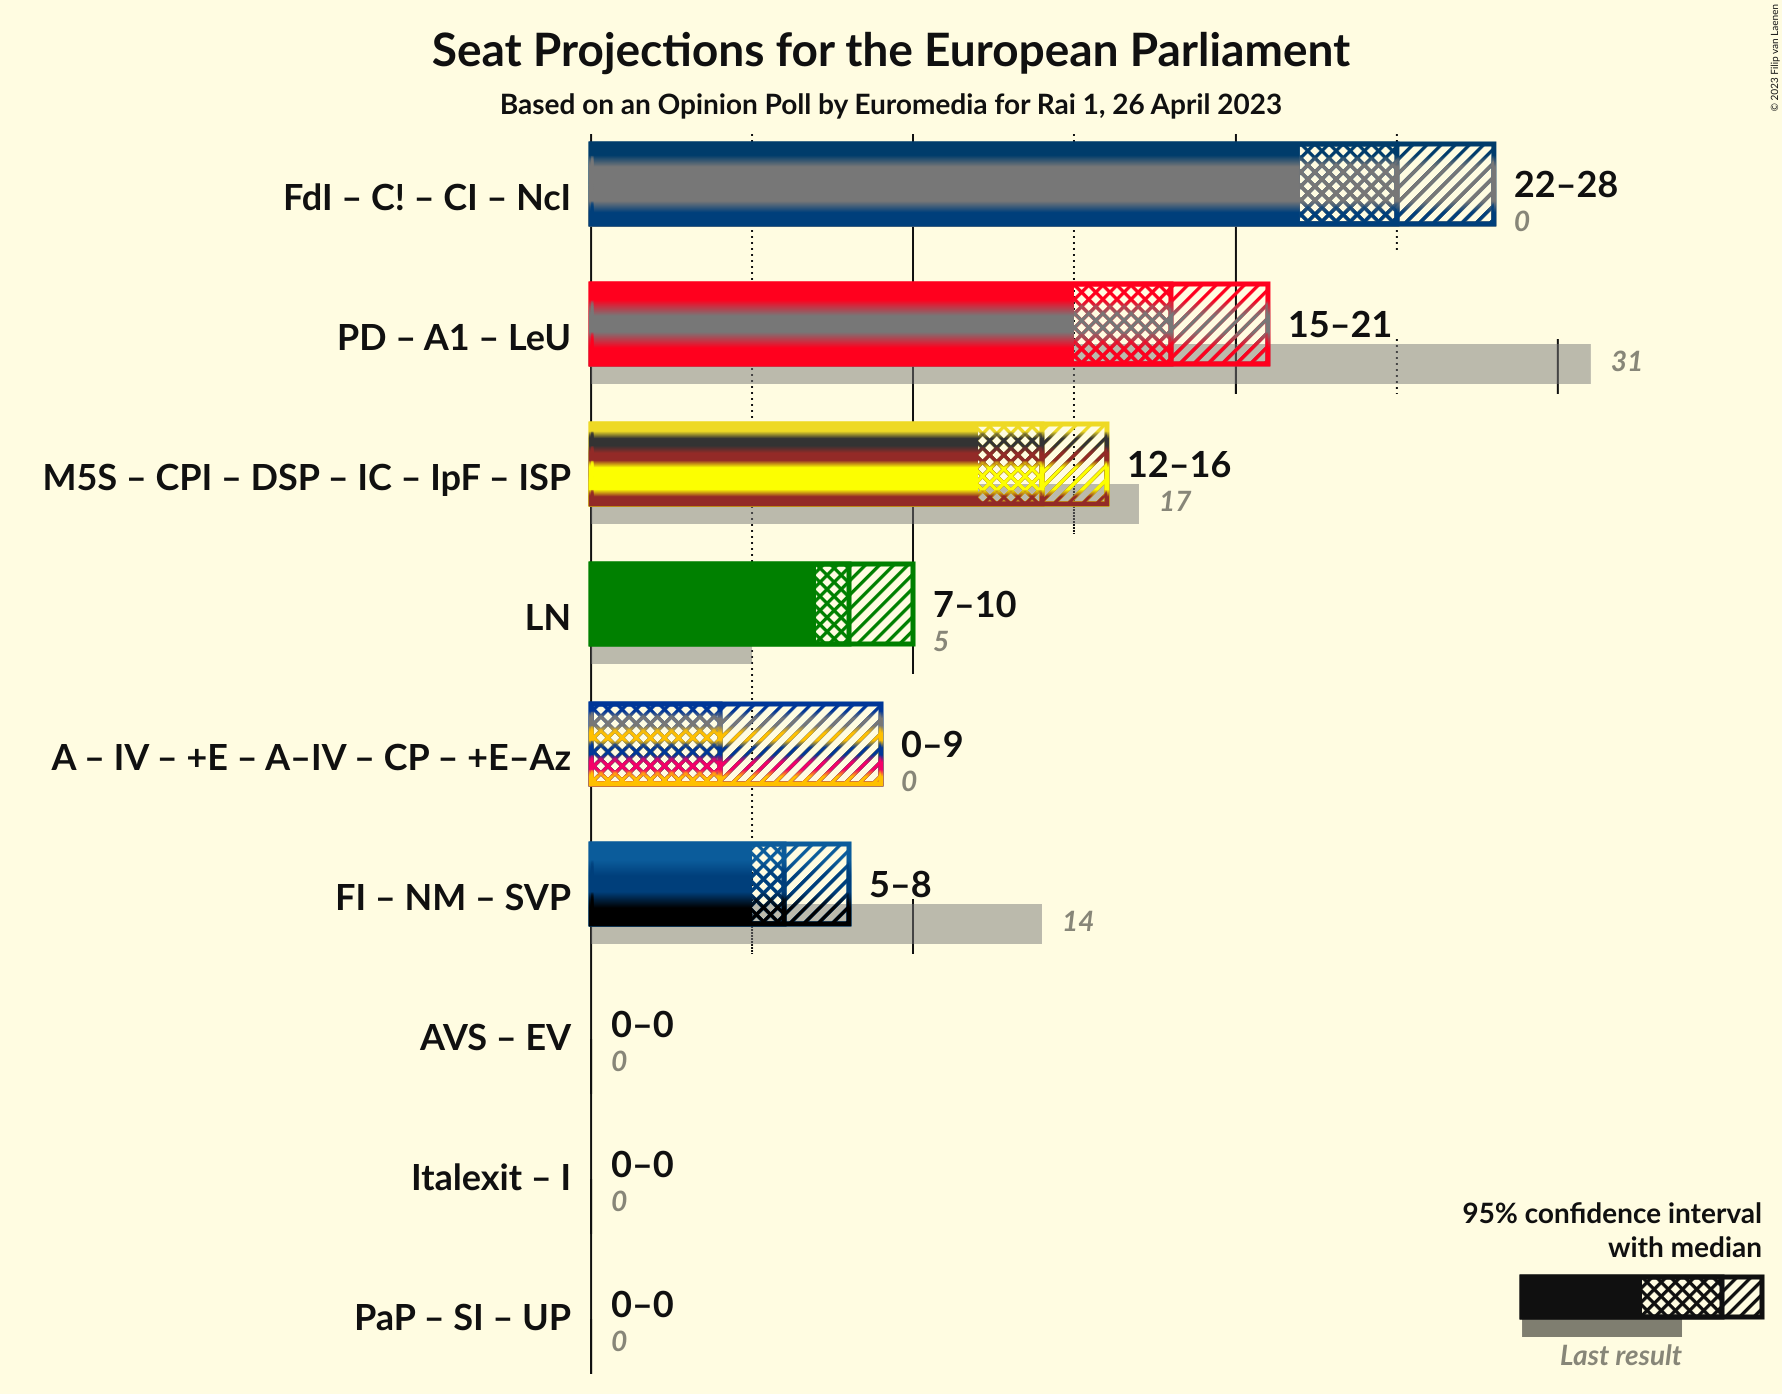 Seat Projections for the European Parliament
Based on an Opinion Poll by Euromedia for Rai 1, 26 April 2023
© 2023 Filip van Laenen
FdI – C! – CI – NcI
22–28
0
PD – A1 – LeU
15–21
31
M5S – CPI – DSP – IC – IpF – ISP
12–16
17
LN
7–10
5
A – IV – +E – A–IV – CP – +E–Az
0–9
0
FI – NM – SVP
5–8
14
AVS – EV
0–0
0
Italexit – I
0–0
0
PaP – SI – UP
0–0
0
95% confidence interval
with median
Last result